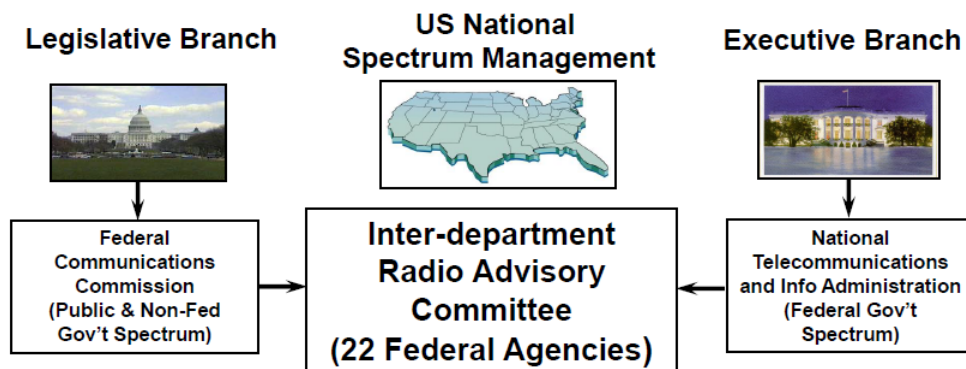 Legislative Branch
US National
Spectrum Management
Executive Branch
Federal
Communications
Commission
(Public & Non-Fed
Gov't Spectrum)
Inter-department
Radio Advisory
Committee
(22 Federal Agencies)
National
Telecommunications
and Info Administration
(Federal Gov't
Spectrum)